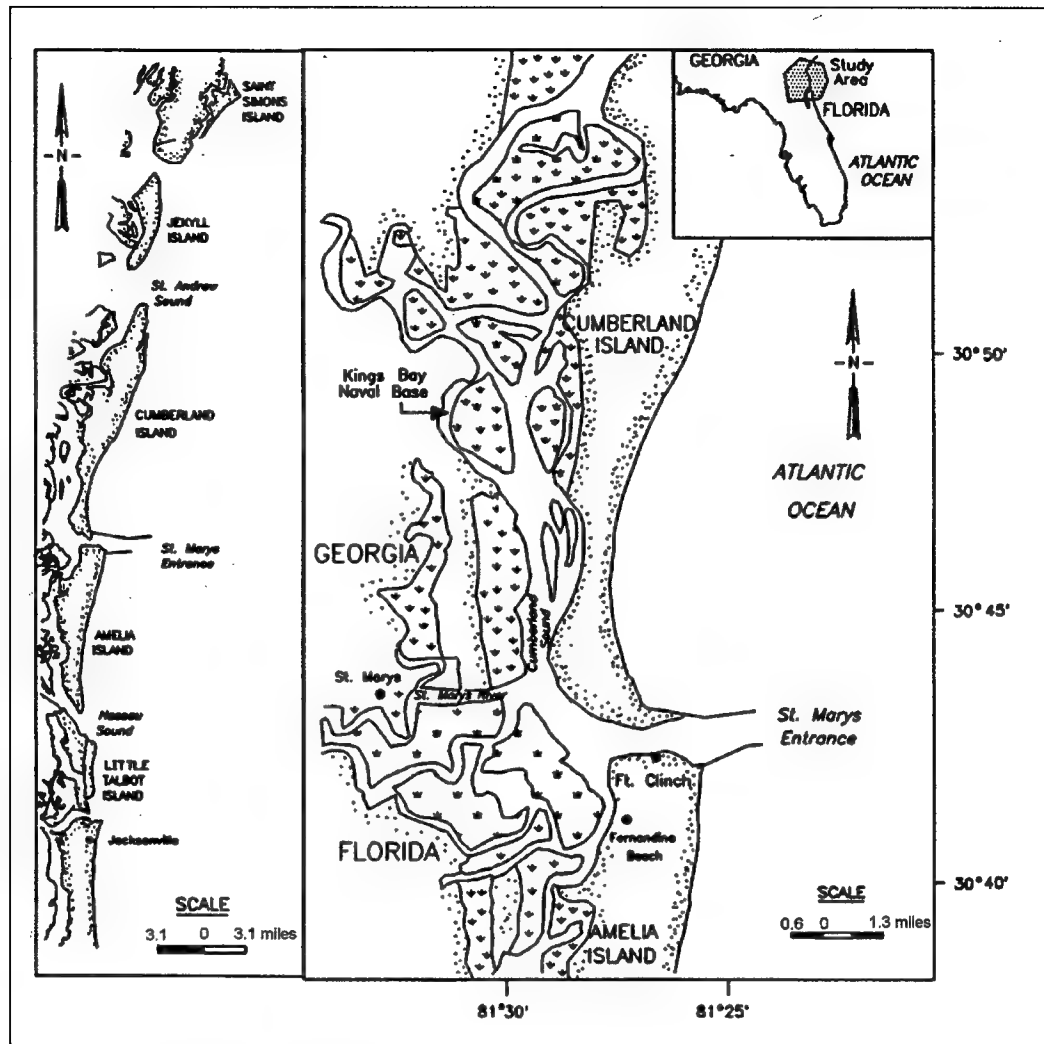 N
SAINT
SIMONS
ISLAND
JEKYLL
ISLAND
St. Andrew
Sound
CUMBERLAND
ISLAND
St. Marys
Entrance
AMELIA
ISLAND
Nassau
Sound
LITTLE
TALBOT
ISLAND
Jacksonville
SCALE
3.1 0 3.1 miles
GEORGIA
Study
Area
FLORIDA
ATLANTIC
OCEAN
CUMBERLAND
ISLAND
Kings Bay
Naval Base
N
ATLANTIC
OCEAN
GEORGIA
Cumberland
Sound
St. Marys
St. Marys River
St. Marys
Entrance
Ft. Clinch
Fernandina
Beach
FLORIDA
AMELIA
ISLAND
SCALE
0.6 0 1.3 miles
30°50'
30°45'
30°40'
81°30'
81°25'